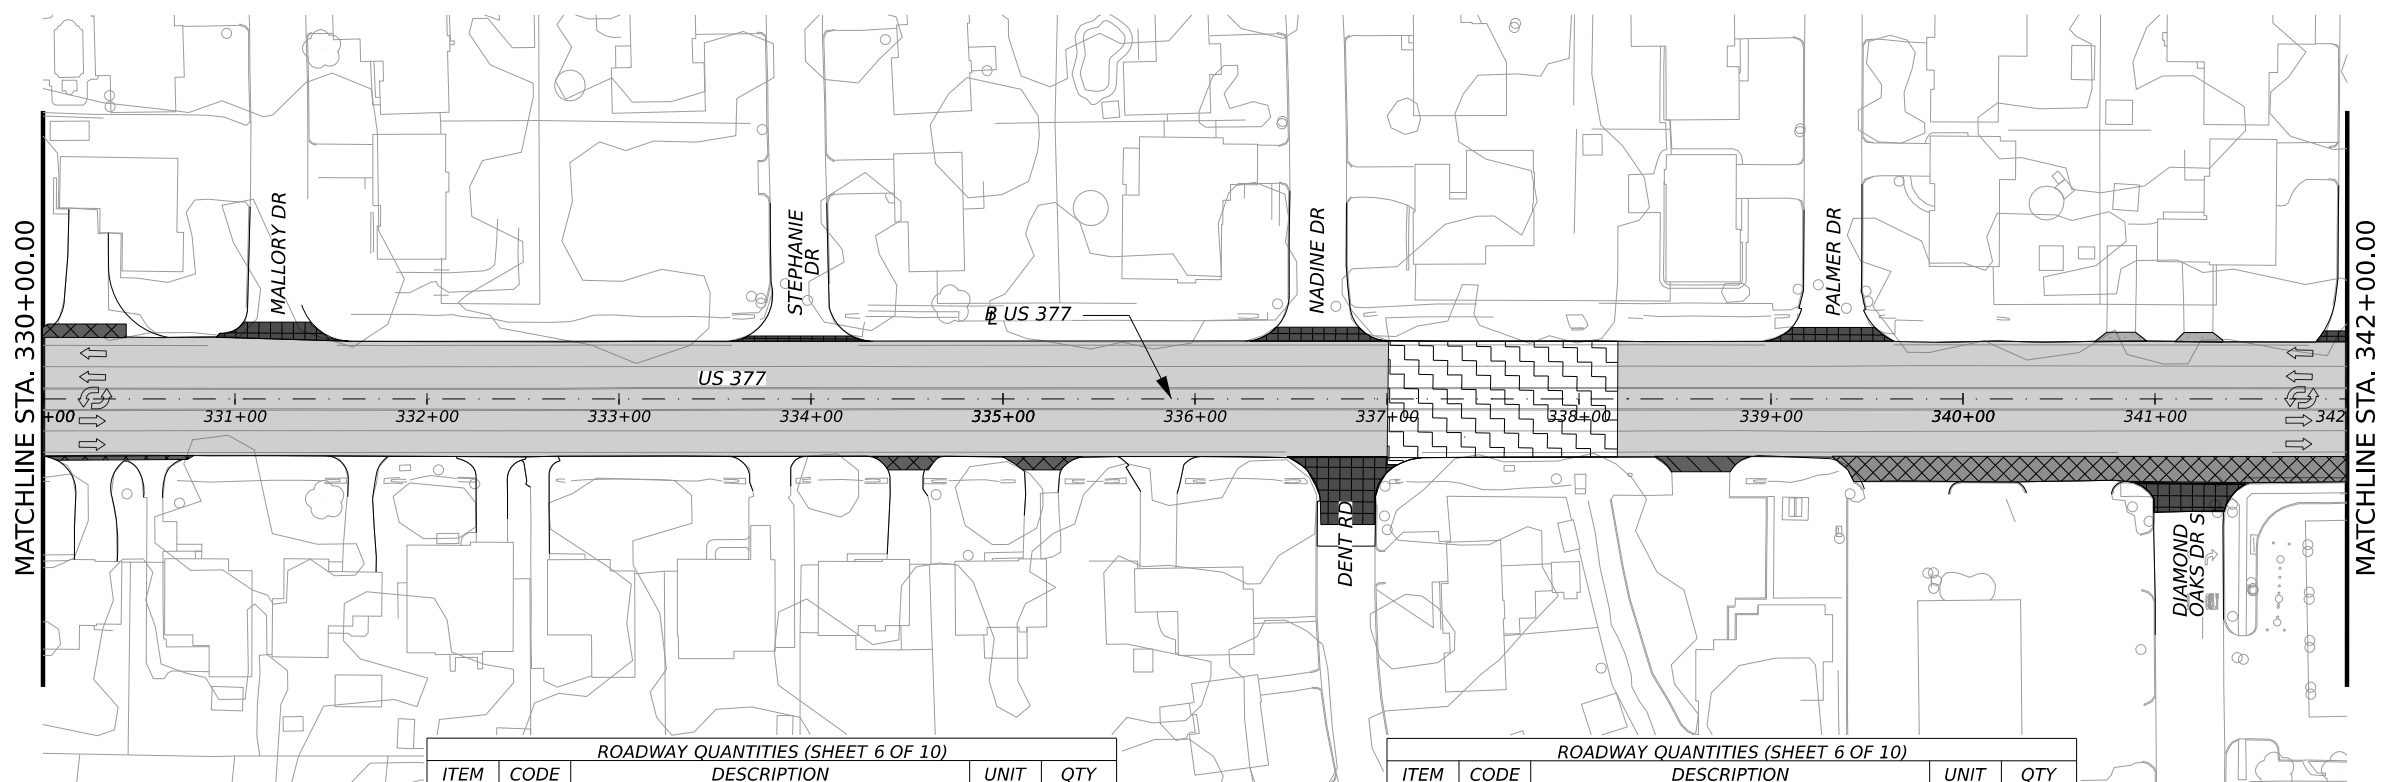 MATCHLINE STA. 330+00.00
MALLORY DR
STEPHANIE
DR
NADINE DR
PALMER DR
MATCHLINE STA. 342+00.00
US 377
US 377
+00
331+00
332+00
333+00
334+00
335+00
336+00
337+00
338+00
339+00
340+00
341+00
342
DENT RD
DIAMOND
OAKS DR S
ROADWAY QUANTITIES (SHEET 6 OF 10)
ITEM CODE DESCRIPTION UNIT QTY
ROADWAY QUANTITIES (SHEET 6 OF 10)
ITEM CODE DESCRIPTION UNIT QTY